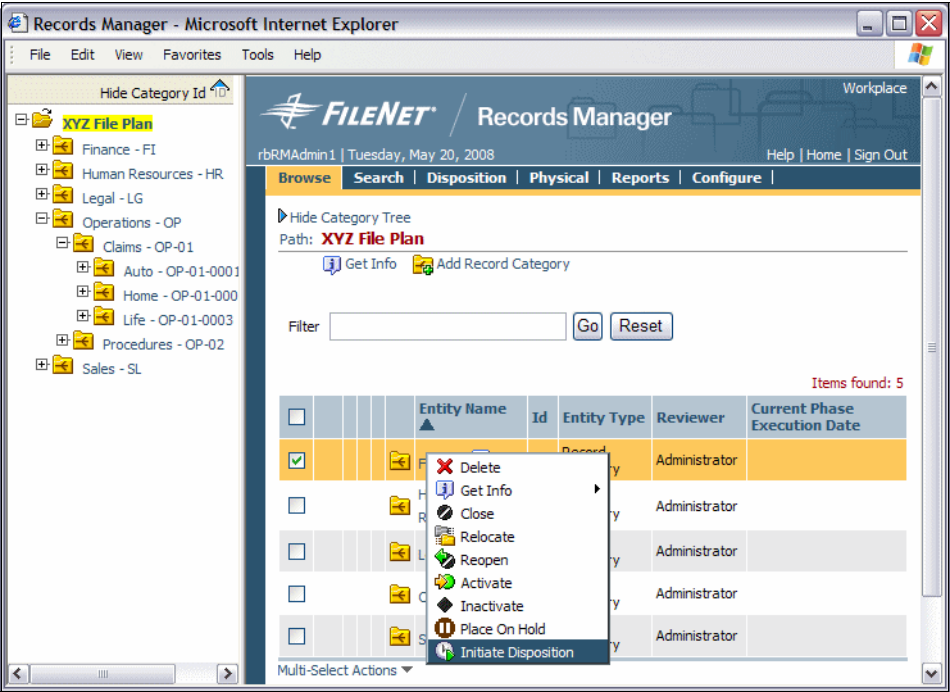 Records Manager - Microsoft Internet Explorer
File Edit View Favorites Tools Help
Hide Category Id
XYZ File Plan
Finance - FI
Human Resources - HR
Legal - LG
Operations - OP
Claims - OP-01
Auto - OP-01-0001
Home - OP-01-000
Life - OP-01-0003
Procedures - OP-02
Sales - SL
Workplace
FILENET Records Manager
rbRMAdmin1 | Tuesday, May 20, 2008
Help | Home | Sign Out
Browse Search | Disposition | Physical | Reports | Configure |
Hide Category Tree
Path: XYZ File Plan
Get Info Add Record Category
Filter Go Reset
Items found: 5
Entity Name Id Entity Type Reviewer Current Phase Execution Date
F Administrator
H
R Administrator
L Administrator
C Administrator
S Administrator
Delete
Get Info
Close
Relocate
Reopen
Activate
Inactivate
Place On Hold
Initiate Disposition
Multi-Select Actions